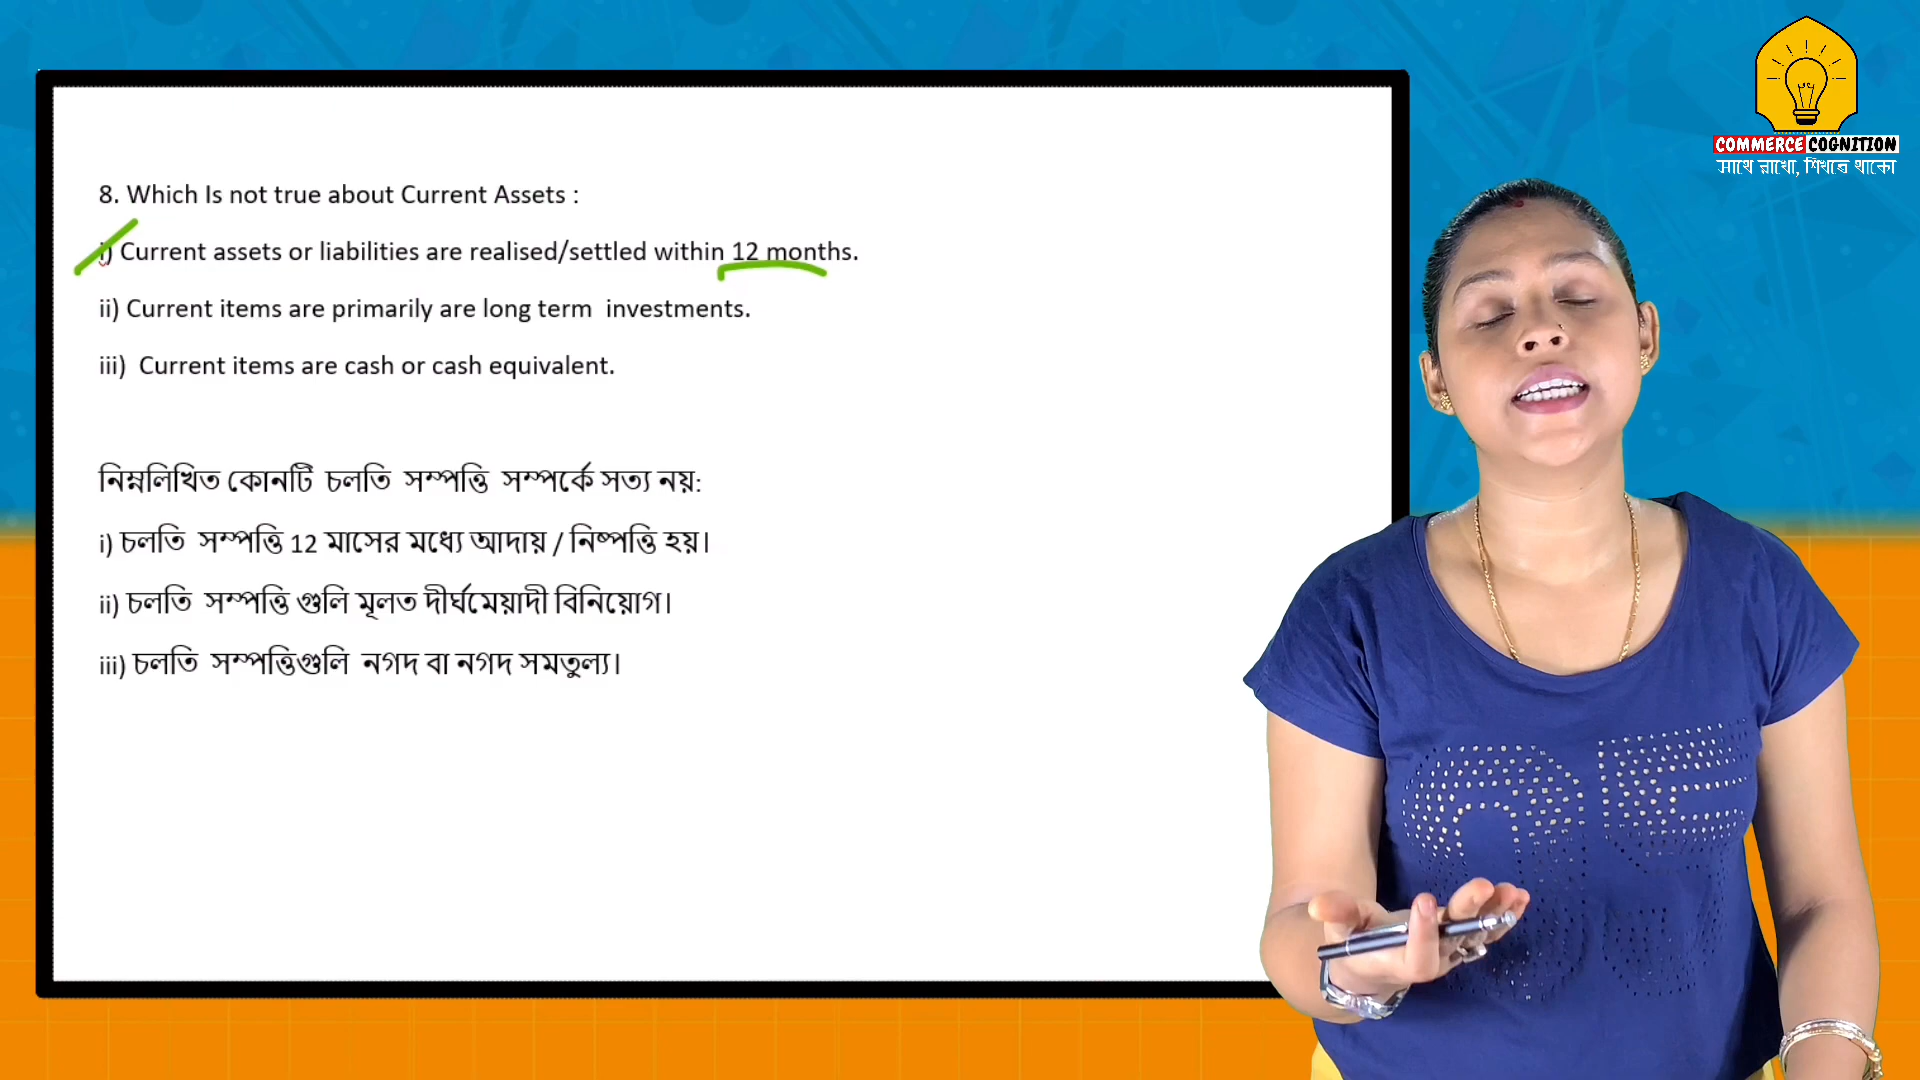 COMMERCE COGNITION
সাথে রাখো, শিখতে থাকো
8. Which Is not true about Current Assets :
i) Current assets or liabilities are realised/settled within 12 months.
ii) Current items are primarily are long term investments.
iii) Current items are cash or cash equivalent.
নিম্নলিখিত কোনটি চলতি সম্পত্তি সম্পর্কে সত্য নয়:
i) চলতি সম্পত্তি 12 মাসের মধ্যে আদায় / নিষ্পত্তি হয়।
ii) চলতি সম্পত্তি গুলি মূলত দীর্ঘমেয়াদী বিনিয়োগ।
iii) চলতি সম্পত্তিগুলি নগদ বা নগদ সমতুল্য।